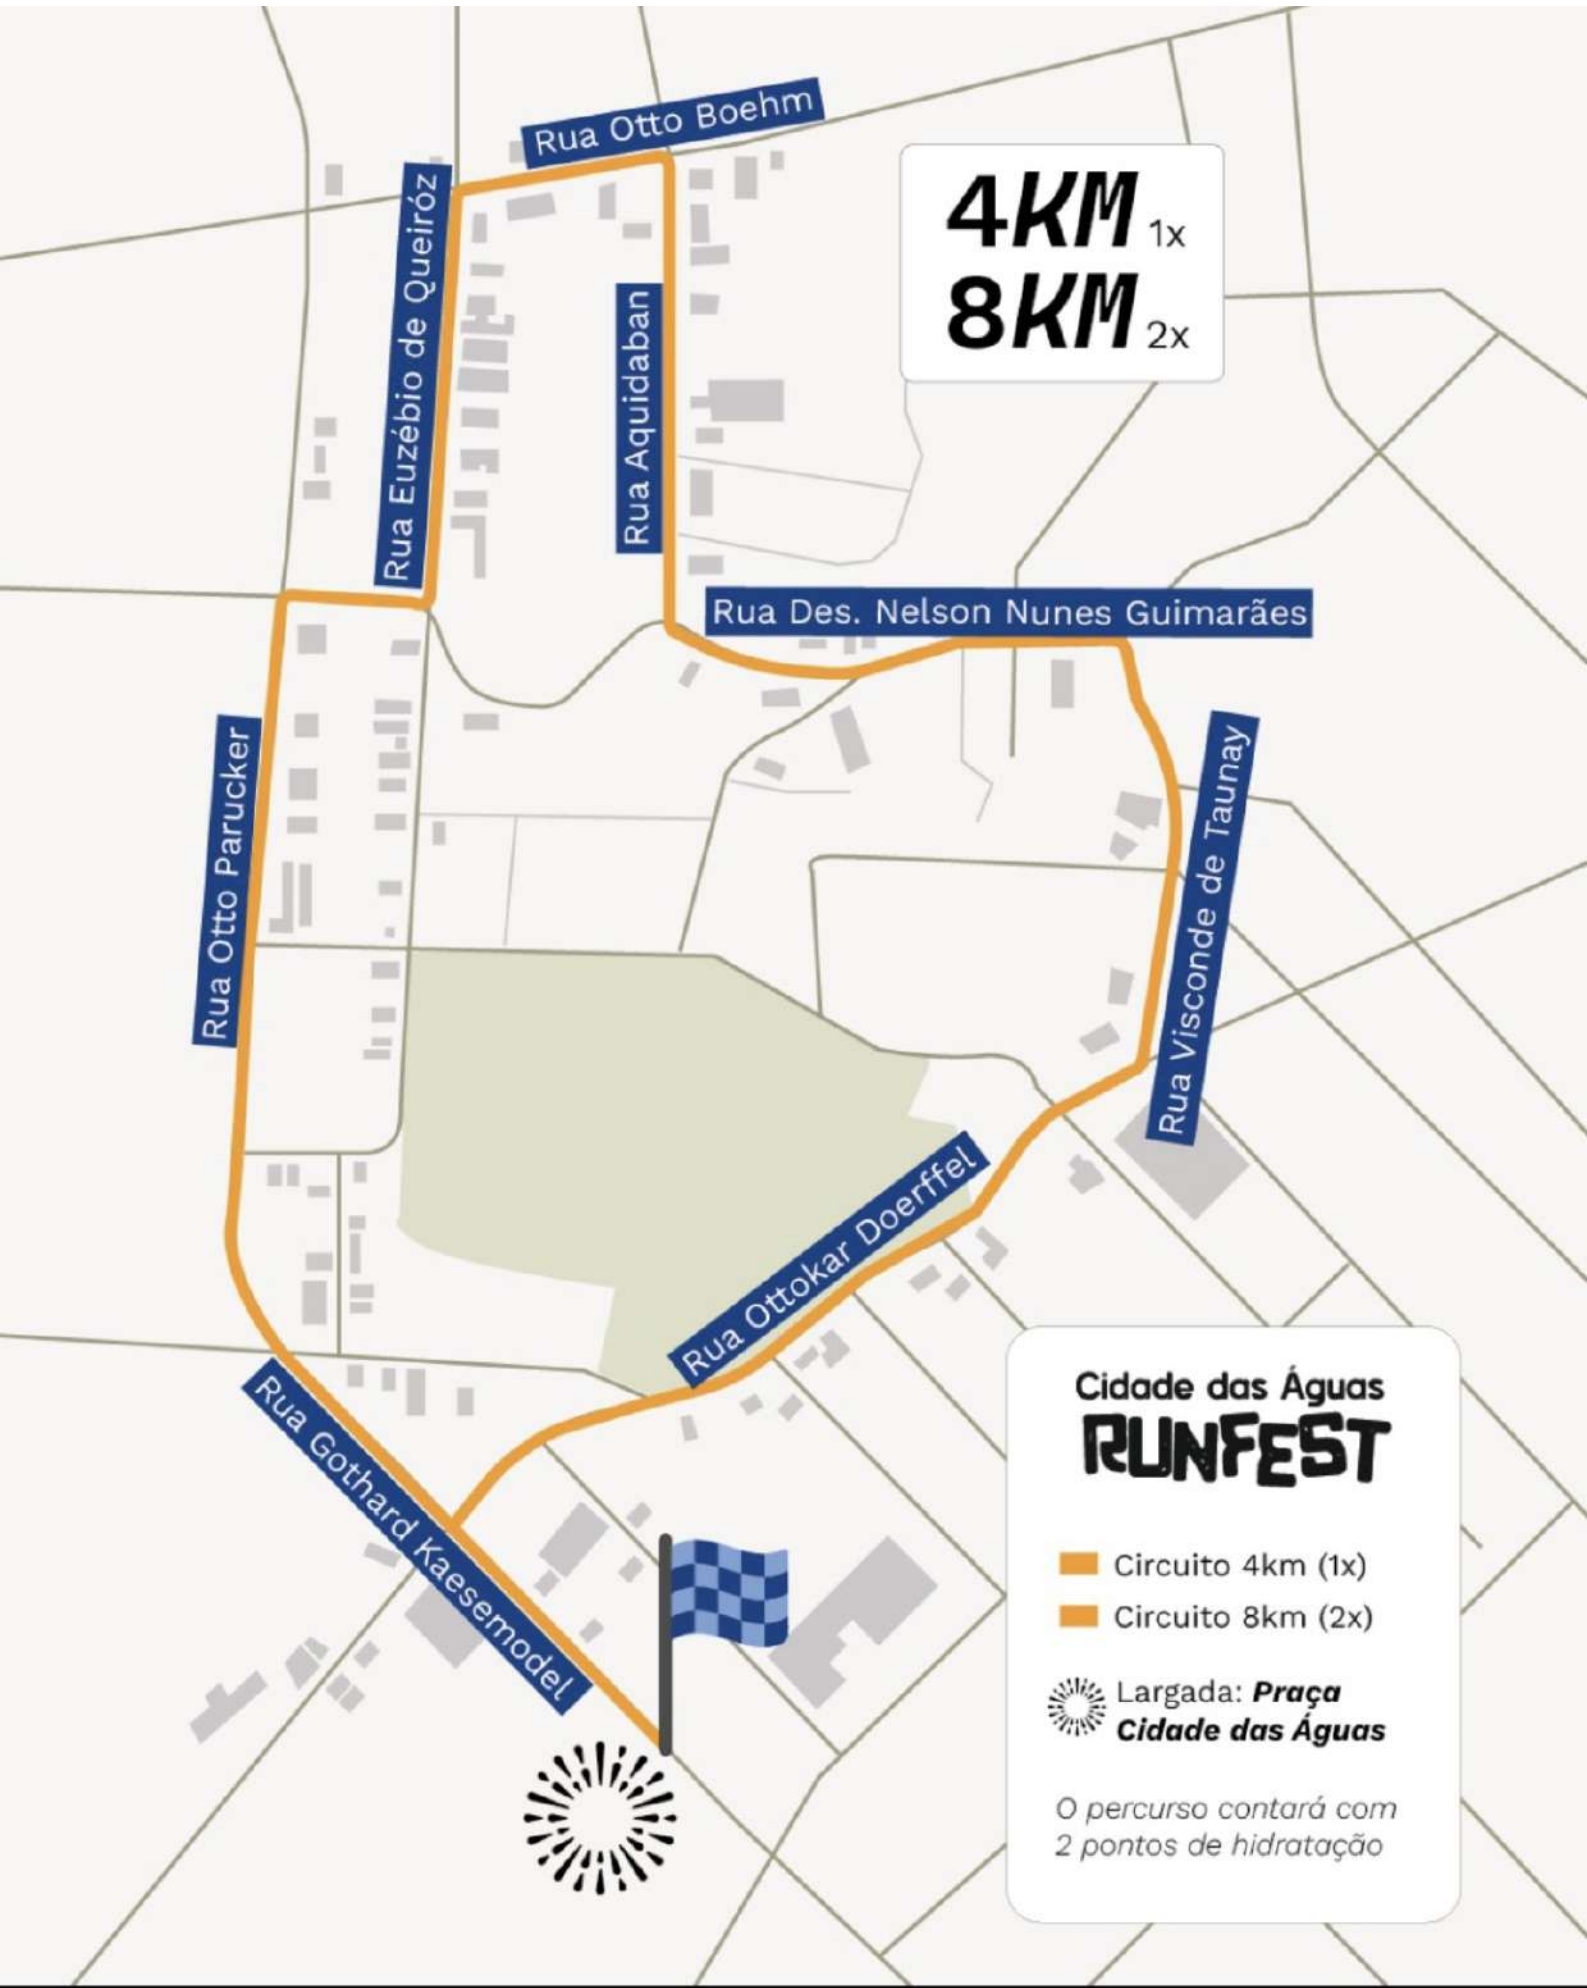 Rua Otto Boehm
Rua Euzébio de Queiróz
Rua Aquidaban
4KM 1x
8KM 2x
Rua Des. Nelson Nunes Guimarães
Rua Otto Parucker
Rua Visconde de Taunay
Rua Ottokar Doerffel
Rua Gothard Kaesemodel
Cidade das Águas
RUNFEST
Circuito 4km (1x)
Circuito 8km (2x)
Largada: Praça
Cidade das Águas
O percurso contará com
2 pontos de hidratação